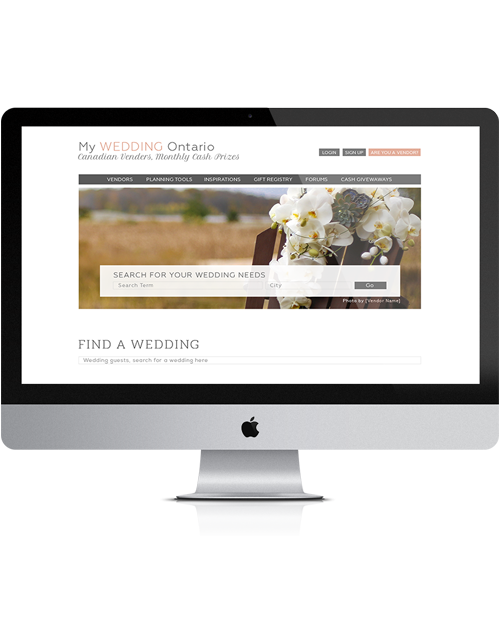 My WEDDING Ontario
Canadian Venders, Monthly Cash Prizes
LOGIN SIGN UP ARE YOU A VENDOR?
VENDORS PLANNING TOOLS INSPIRATIONS GIFT REGISTRY FORUMS CASH GIVEWAWAYS
SEARCH FOR YOUR WEDDING NEEDS
Search Term City Go
Photo by [Vendor Name]
FIND A WEDDING
Wedding guests, search for a wedding here